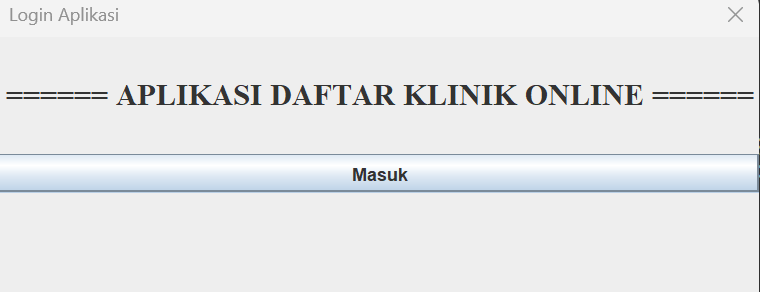 Login Aplikasi
====== APLIKASI DAFTAR KLINIK ONLINE ======
Masuk